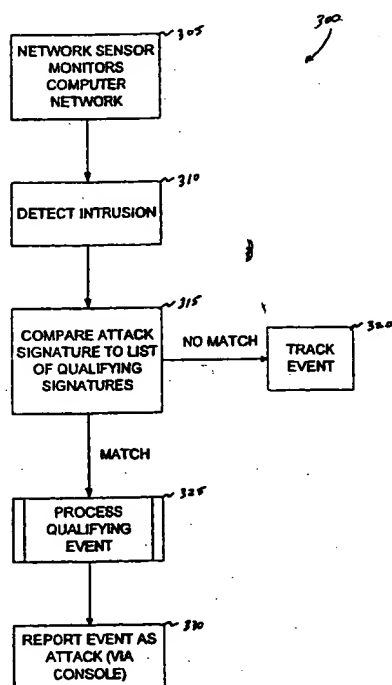 305
300
NETWORK SENSOR
MONITORS
COMPUTER
NETWORK
310
DETECT INTRUSION
315
COMPARE ATTACK
SIGNATURE TO LIST
OF QUALIFYING
SIGNATURES
NO MATCH
320
TRACK
EVENT
MATCH
325
PROCESS
QUALIFYING
EVENT
330
REPORT EVENT AS
ATTACK (VIA
CONSOLE)